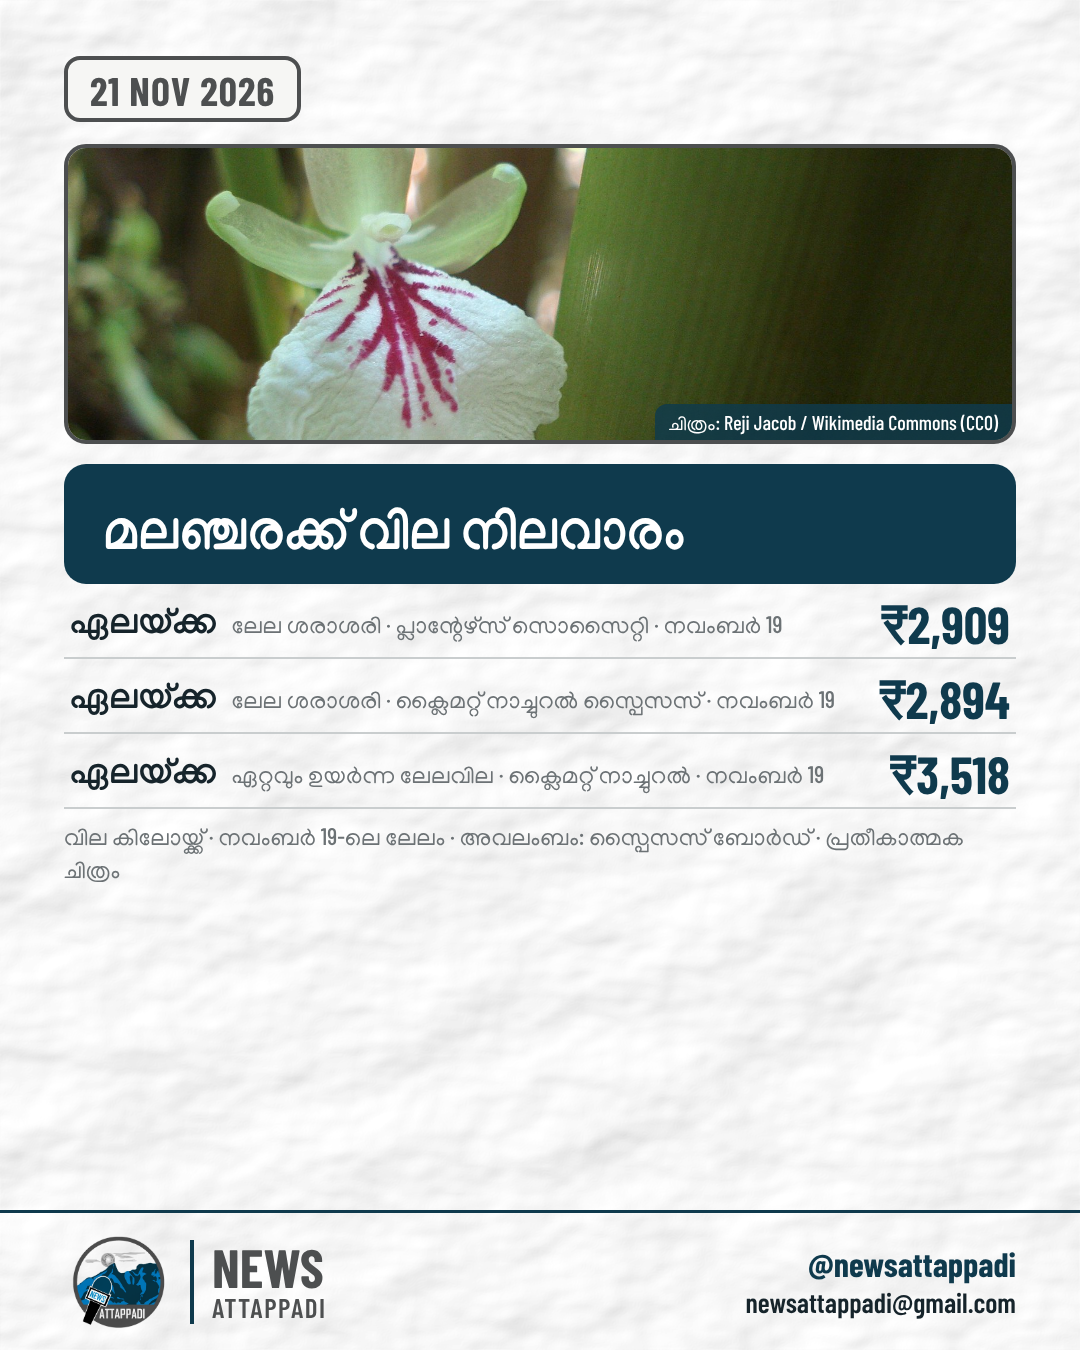 21 NOV 2026
ചിത്രം: Reji Jacob / Wikimedia Commons (CC0)
മലഞ്ചരക്ക് വില നിലവാരം
ഏലയ്ക്ക ലേല ശരാശരി · പ്ലാന്റേഴ്സ് സൊസൈറ്റി · നവംബർ 19 ₹2,909
ഏലയ്ക്ക ലേല ശരാശരി · ക്ലൈമറ്റ് നാച്ചുറൽ സ്പൈസസ് · നവംബർ 19 ₹2,894
ഏലയ്ക്ക ഏറ്റവും ഉയർന്ന ലേലവില · ക്ലൈമറ്റ് നാച്ചുറൽ · നവംബർ 19 ₹3,518
വില കിലോയ്ക്ക് · നവംബർ 19-ലെ ലേലം · അവലംബം: സ്പൈസസ് ബോർഡ് · പ്രതീകാത്മക
ചിത്രം
NEWS
ATTAPPADI
NEWS
ATTAPPADI
@newsattappadi
newsattappadi@gmail.com